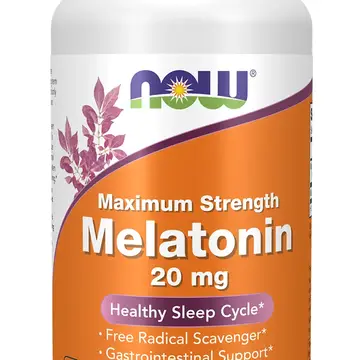 NOW®
Maximum Strength
Melatonin
20 mg
Healthy Sleep Cycle*
• Free Radical Scavenger*
• Gastrointestinal Support*